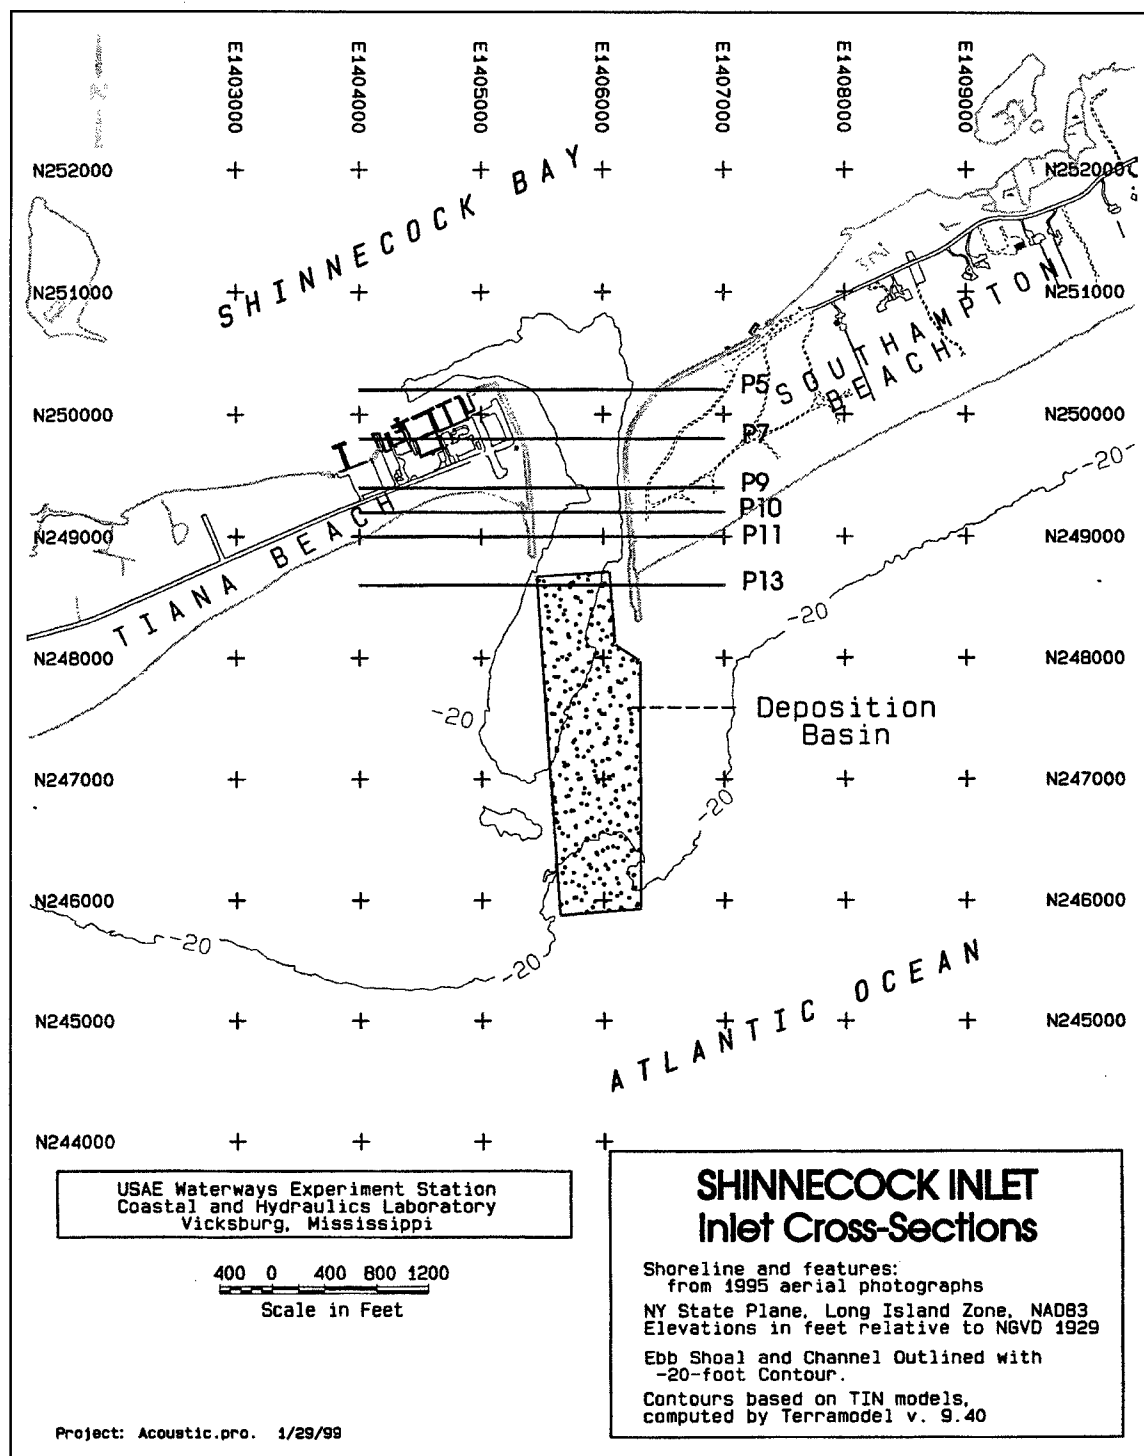 E1403000
E1404000
E1405000
E1406000
E1407000
E1408000
E1409000
N252000
N252000
SHINNECOCK BAY
N251000
N251000
SOUTHAMPTON
BEACH
P5
N250000
N250000
P7
-20
P9
P10
N249000
P11
N249000
TIANA BEACH
P13
-20
N248000
N248000
-20
Deposition
Basin
N247000
N247000
-20
N246000
N246000
-20
-20
ATLANTIC OCEAN
N245000
N245000
N244000
USAE Waterways Experiment Station
Coastal and Hydraulics Laboratory
Vicksburg, Mississippi
400 0 400 800 1200
Scale in Feet
SHINNECOCK INLET
Inlet Cross-Sections
Shoreline and features:
from 1995 aerial photographs
NY State Plane, Long Island Zone, NAD83
Elevations in feet relative to NGVD 1929
Ebb Shoal and Channel Outlined with
-20-foot Contour.
Contours based on TIN models,
computed by Terramodel v. 9.40
Project: Acoustic.pro. 1/29/99